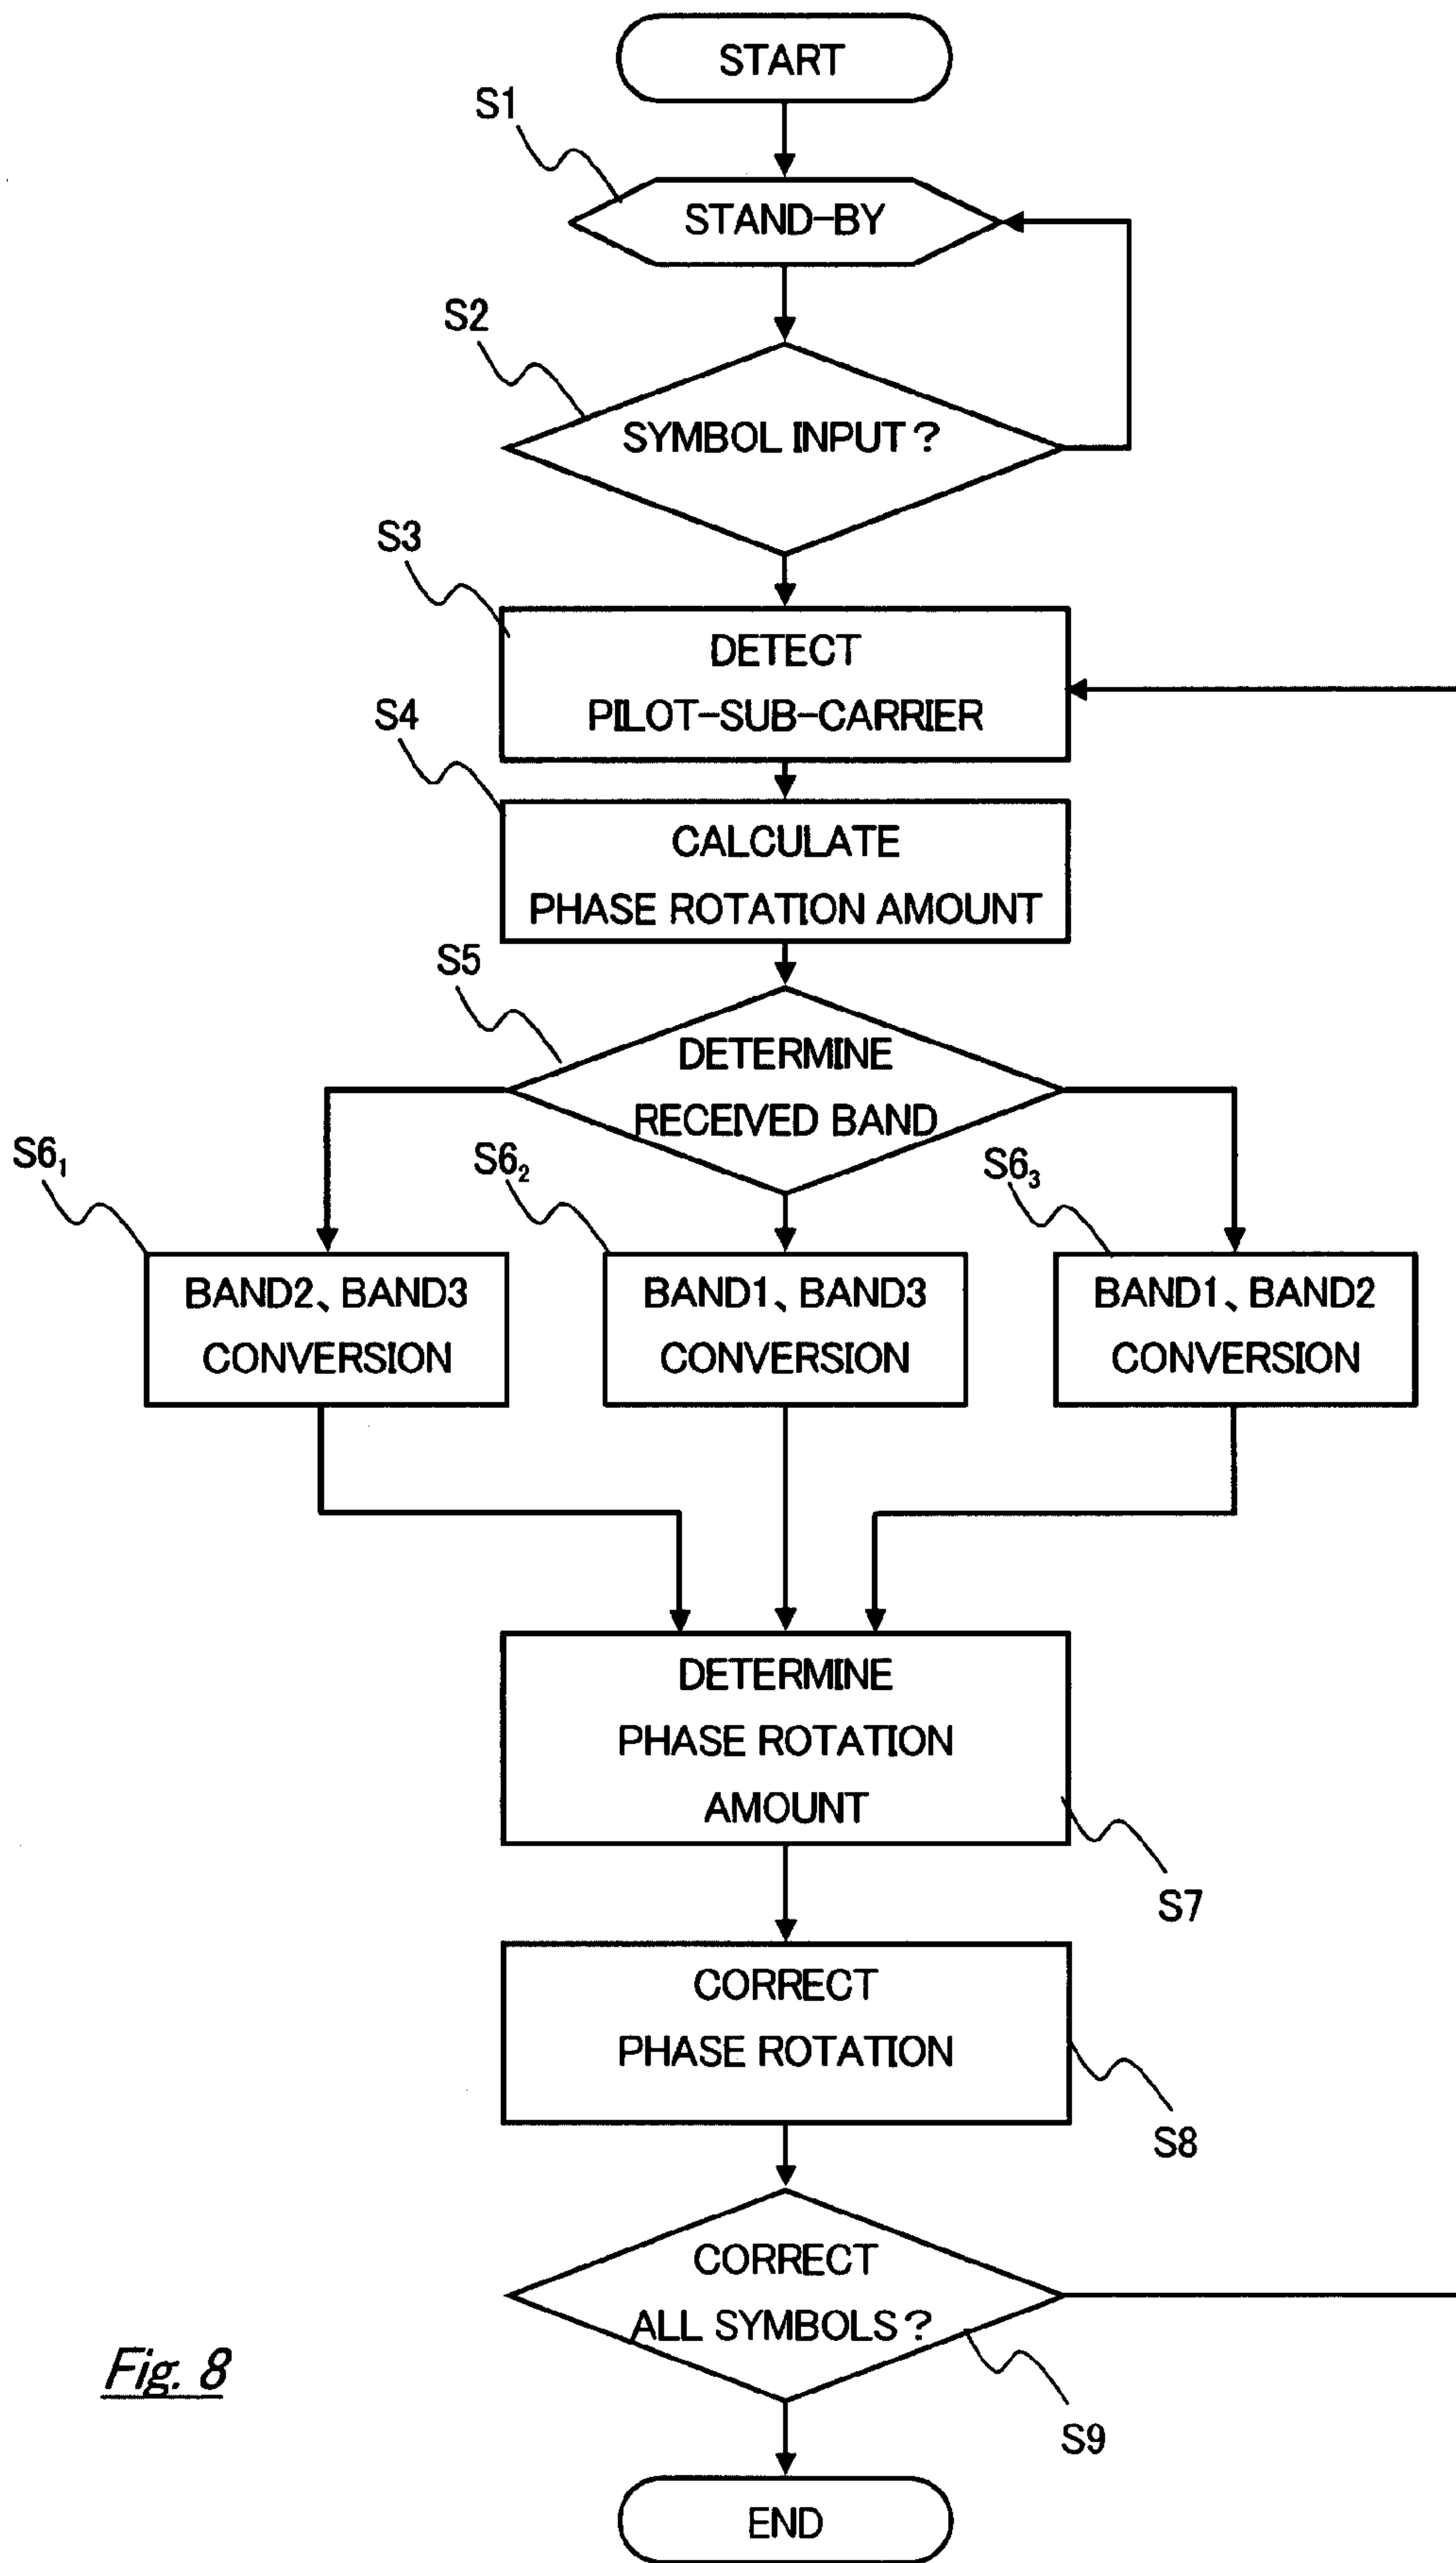 START
S1
STAND-BY
S2
SYMBOL INPUT?
S3
DETECT
PILOT-SUB-CARRIER
S4
CALCULATE
PHASE ROTATION AMOUNT
S5
DETERMINE
RECEIVED BAND
S6₁
BAND2、BAND3
CONVERSION
S6₂
BAND1、BAND3
CONVERSION
S6₃
BAND1、BAND2
CONVERSION
DETERMINE
PHASE ROTATION
AMOUNT
S7
CORRECT
PHASE ROTATION
S8
CORRECT
ALL SYMBOLS?
S9
END
Fig. 8